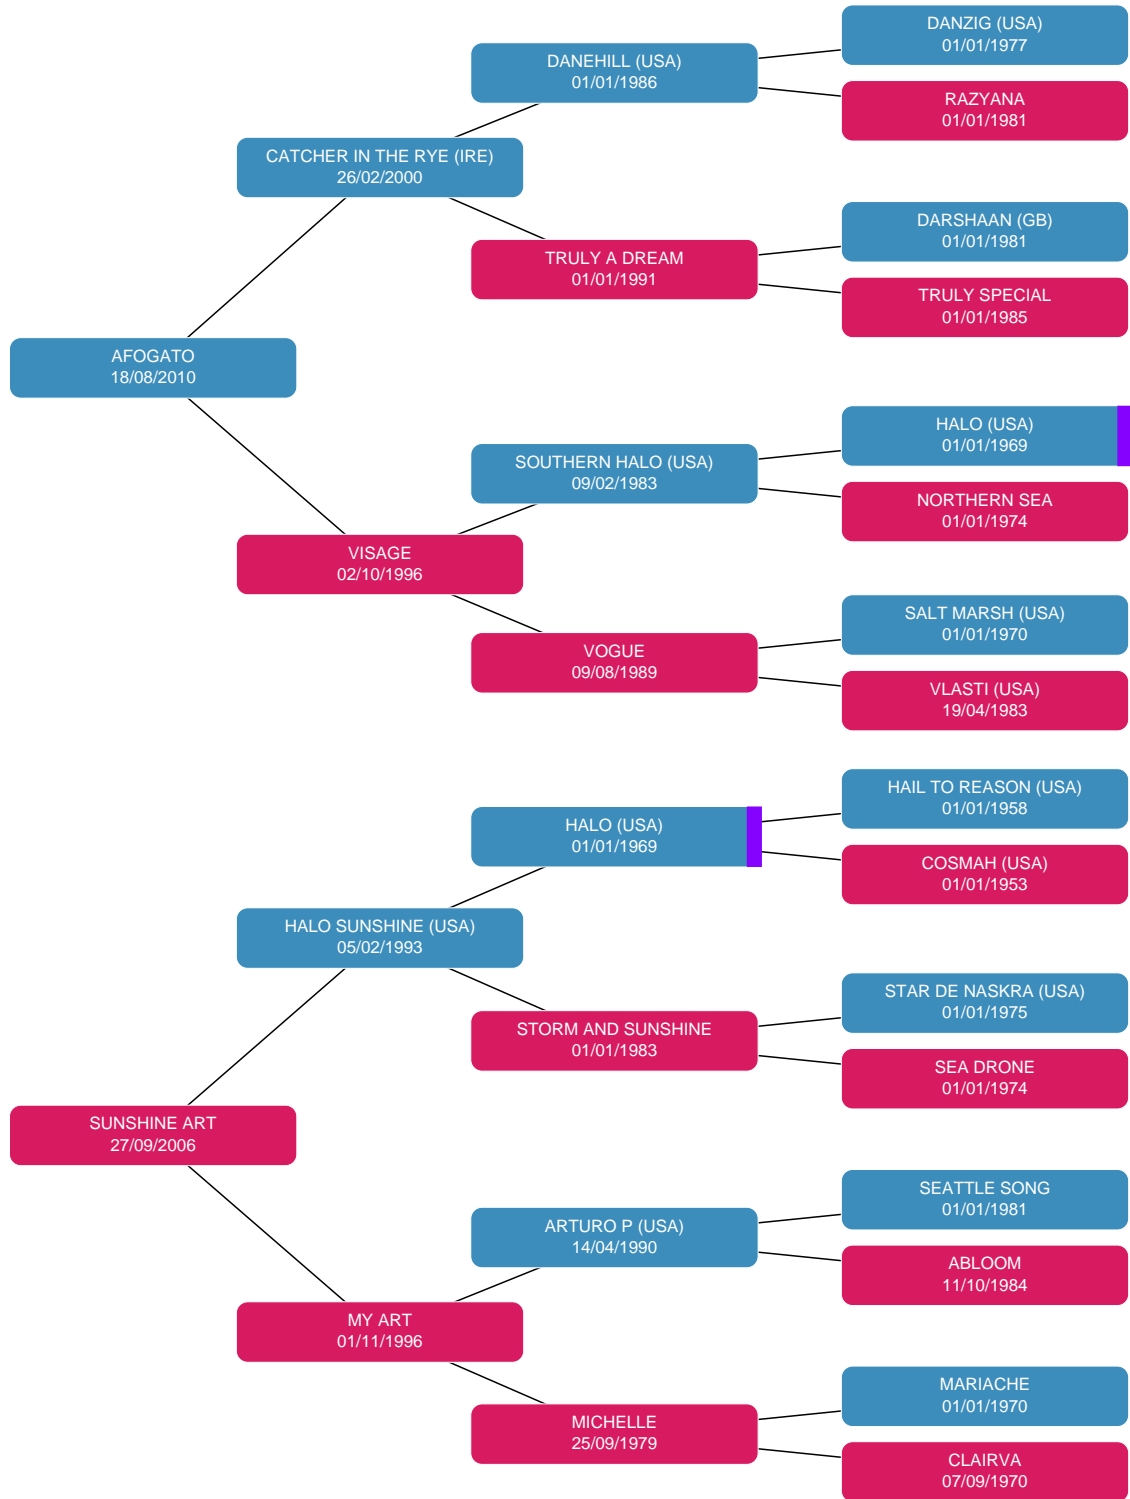 DANZIG (USA)
01/01/1977
DANEHILL (USA)
01/01/1986
RAZYANA
01/01/1981
CATCHER IN THE RYE (IRE)
26/02/2000
DARSHAAN (GB)
01/01/1981
TRULY A DREAM
01/01/1991
TRULY SPECIAL
01/01/1985
AFOGATO
18/08/2010
HALO (USA)
01/01/1969
SOUTHERN HALO (USA)
09/02/1983
NORTHERN SEA
01/01/1974
VISAGE
02/10/1996
SALT MARSH (USA)
01/01/1970
VOGUE
09/08/1989
VLASTI (USA)
19/04/1983
HAIL TO REASON (USA)
01/01/1958
HALO (USA)
01/01/1969
COSMAH (USA)
01/01/1953
HALO SUNSHINE (USA)
05/02/1993
STAR DE NASKRA (USA)
01/01/1975
STORM AND SUNSHINE
01/01/1983
SEA DRONE
01/01/1974
SUNSHINE ART
27/09/2006
SEATTLE SONG
01/01/1981
ARTURO P (USA)
14/04/1990
ABLOOM
11/10/1984
MY ART
01/11/1996
MARIACHE
01/01/1970
MICHELLE
25/09/1979
CLAIRVA
07/09/1970